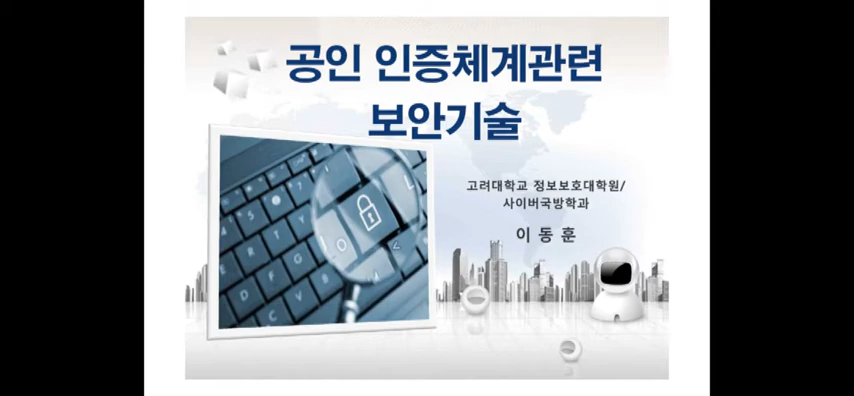 공인 인증체계관련
보안기술
고려대학교 정보보호대학원/
사이버국방학과
이 동 훈